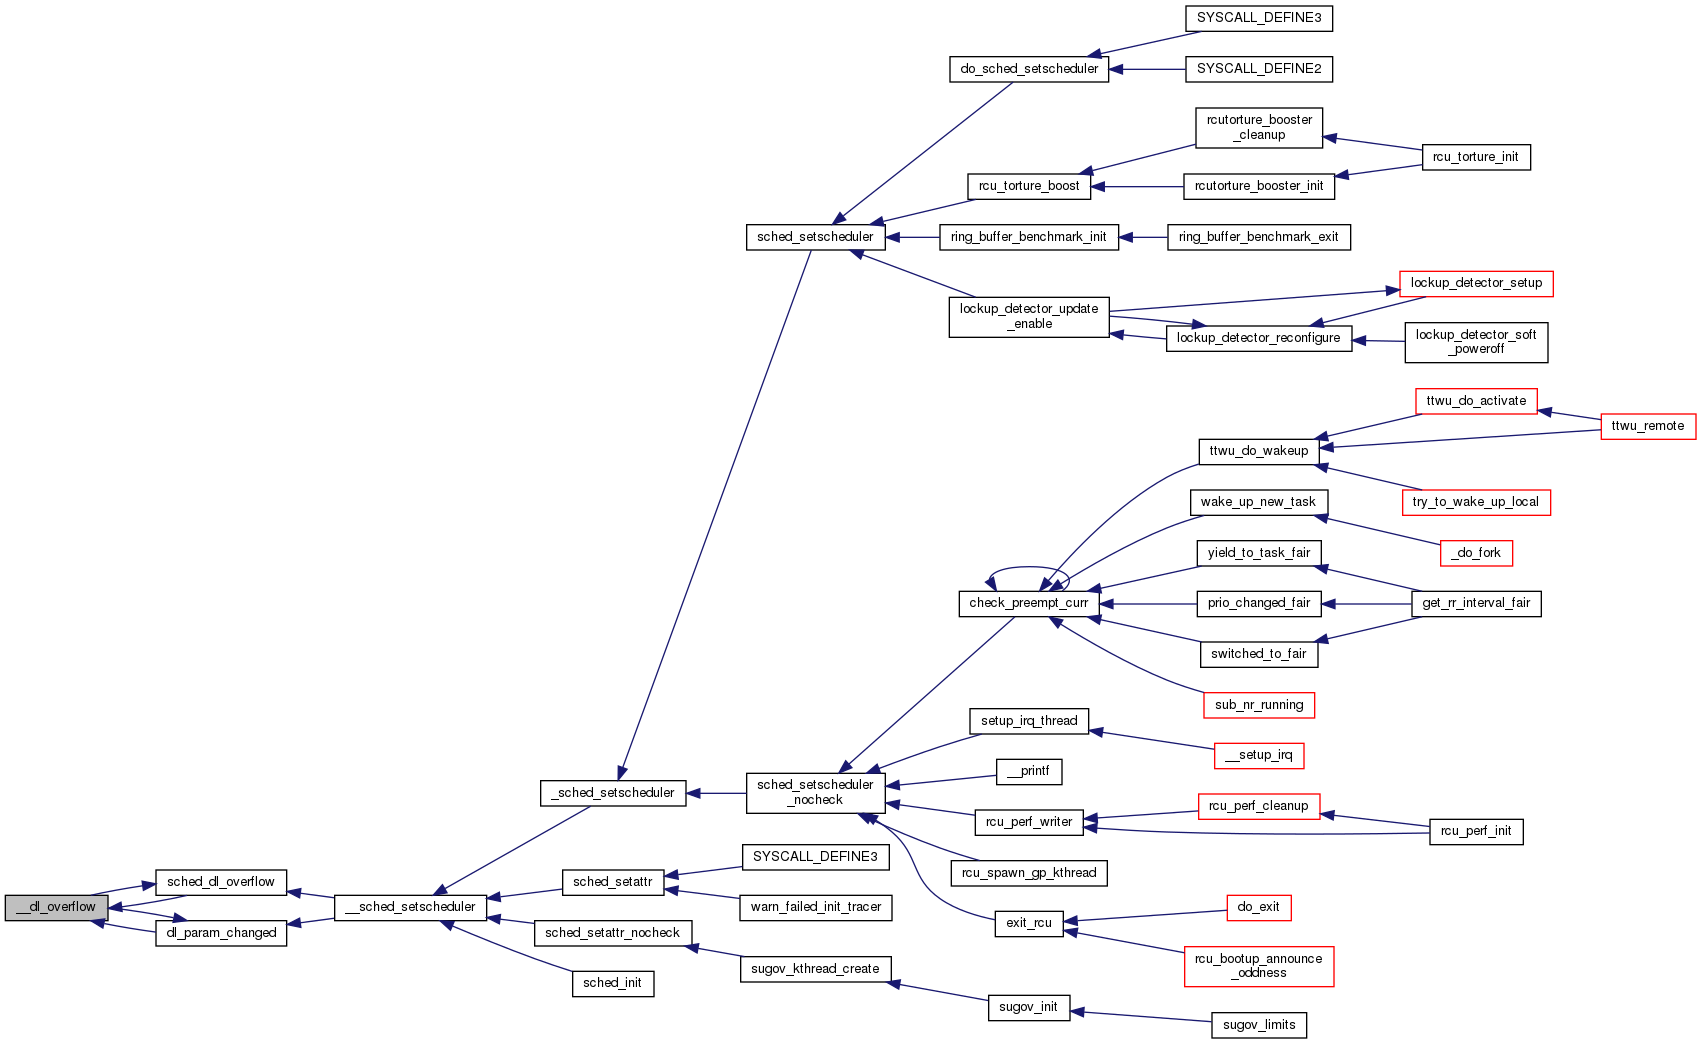 SYSCALL_DEFINE3
do_sched_setscheduler
SYSCALL_DEFINE2
rcutorture_booster
_cleanup
rcu_torture_init
rcu_torture_boost
rcutorture_booster_init
sched_setscheduler
ring_buffer_benchmark_init
ring_buffer_benchmark_exit
lockup_detector_setup
lockup_detector_update
_enable
lockup_detector_reconfigure
lockup_detector_soft
_poweroff
ttwu_do_activate
ttwu_remote
ttwu_do_wakeup
try_to_wake_up_local
wake_up_new_task
_do_fork
yield_to_task_fair
check_preempt_curr
prio_changed_fair
get_rr_interval_fair
switched_to_fair
sub_nr_running
setup_irq_thread
__setup_irq
__printf
sched_setscheduler
_nocheck
_sched_setscheduler
rcu_perf_writer
rcu_perf_cleanup
rcu_perf_init
SYSCALL_DEFINE3
rcu_spawn_gp_kthread
sched_dl_overflow
sched_setattr
__dl_overflow
__sched_setscheduler
warn_failed_init_tracer
do_exit
exit_rcu
dl_param_changed
sched_setattr_nocheck
rcu_bootup_announce
_oddness
sugov_kthread_create
sched_init
sugov_init
sugov_limits